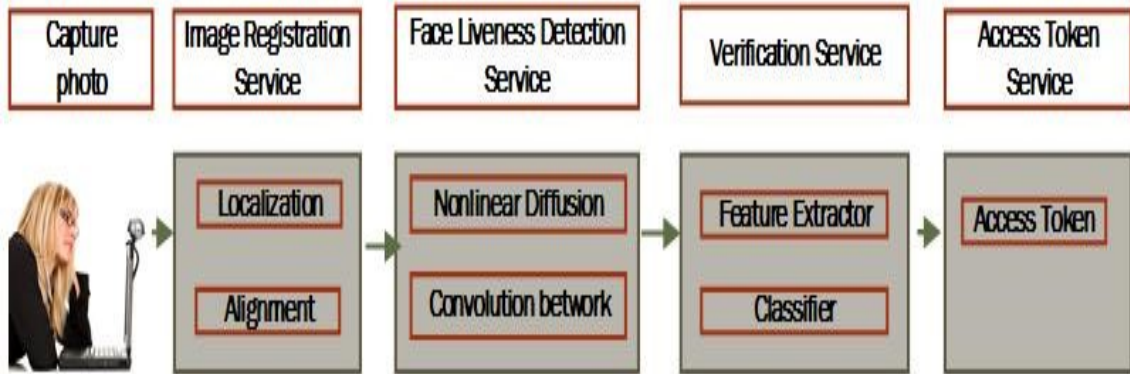 Capture
photo
Image Registration
Service
Face Liveness Detection
Service
Verification Service
Access Token
Service
Localization
Alignment
Nonlinear Diffusion
Convolution betwork
Feature Extractor
Classifier
Access Token